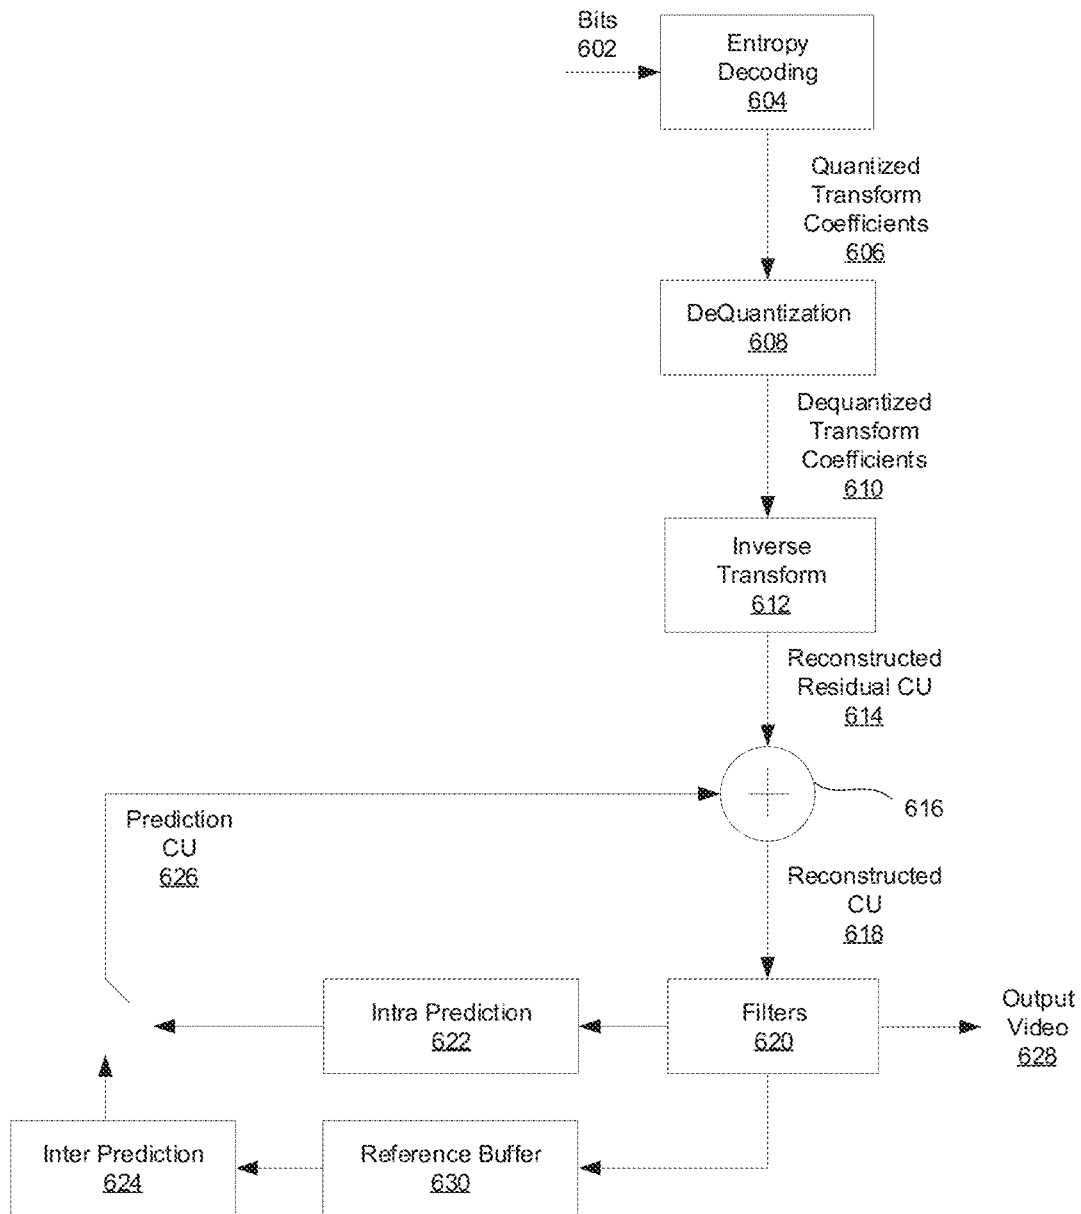 Bits
602
Entropy
Decoding
604
Quantized
Transform
Coefficients
606
DeQuantization
608
Dequantized
Transform
Coefficients
610
Inverse
Transform
612
Reconstructed
Residual CU
614
616
Prediction
CU
626
Reconstructed
CU
618
Intra Prediction
622
Filters
620
Output
Video
628
Inter Prediction
624
Reference Buffer
630